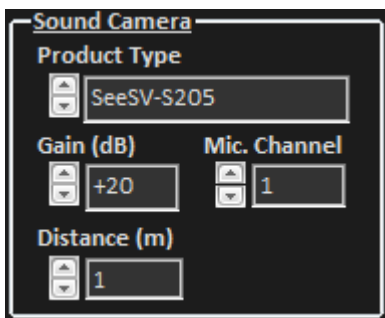 Sound Camera
Product Type
SeeSV-S205
Gain (dB) Mic. Channel
+20 1
Distance (m)
1